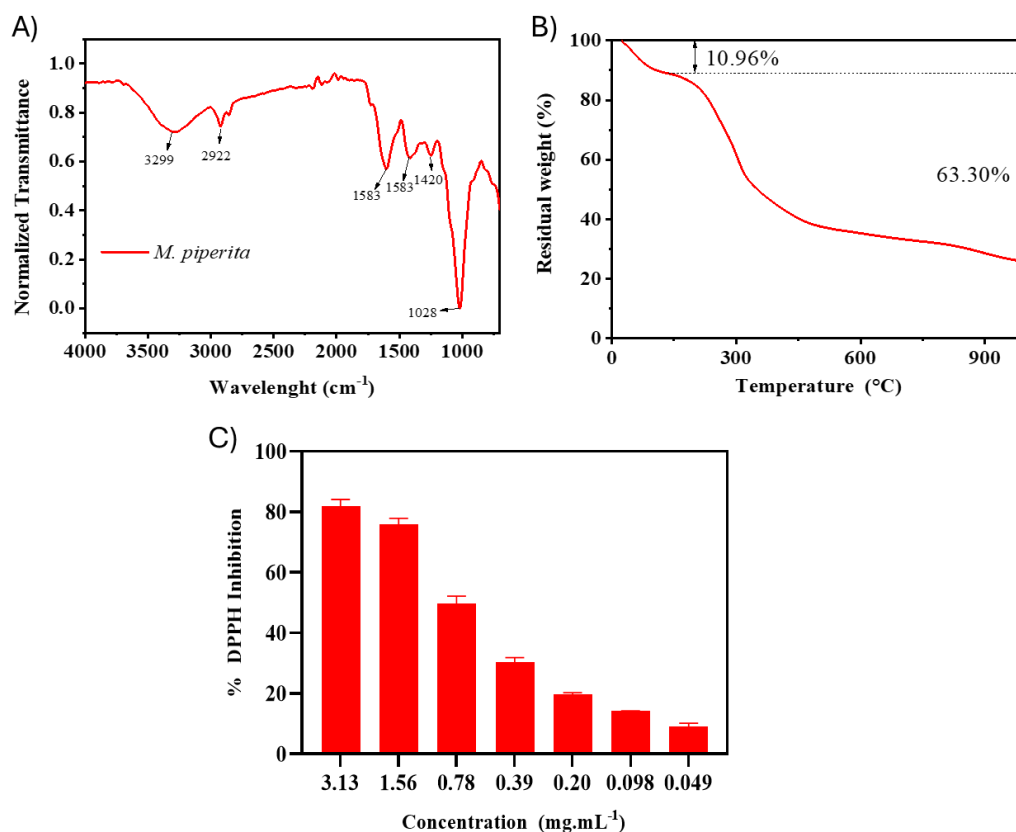 A)
1.0
0.8
0.6
0.4
0.2
0.0
Normalized Transmittance
3299
2922
1583
1583
1420
1028
M. piperita
4000 3500 3000 2500 2000 1500 1000
Wavelenght (cm⁻¹)
B)
100
80
60
40
20
0
Residual weight (%)
10.96%
63.30%
0 300 600 900
Temperature (°C)
C)
100
80
60
40
20
0
% DPPH Inhibition
3.13 1.56 0.78 0.39 0.20 0.098 0.049
Concentration (mg.mL⁻¹)